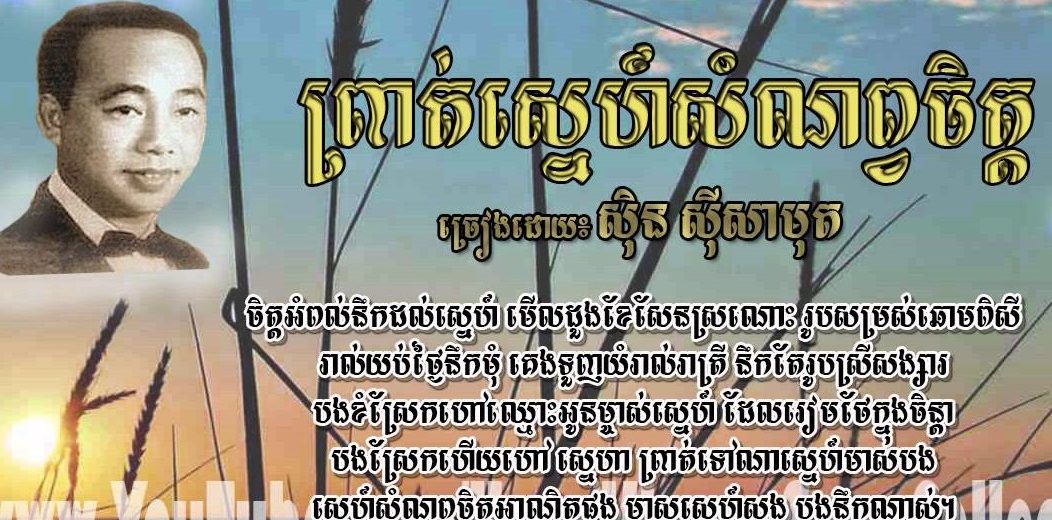 ព្រាត់ស្នេហ៍សំណព្វចិត្ត
ច្រៀងដោយ៖ ស៊ិន ស៊ីសាមុត
ចិត្តអំពល់នឹកដល់ស្នេហ៍ មើលដួងខែសែនស្រណោះ រូបសម្រស់ឆោមពិសី
រាល់យប់ថ្ងៃនឹកមុំ គេងទួញយំរាល់រាត្រី នឹកតែរូបស្រីសង្សារ
បងខំស្រែកហៅឈ្មោះអូនម្ចាស់ស្នេហ៍ ដែលរៀមថែក្នុងចិន្តា
បងស្រែកហើយហៅ ស្នេហា ព្រាត់ទៅណាស្នេហ៍មាស់បង
ស្នេហ៍សំណព្វចិត្តអាណិតផង មាសស្នេហ៍សង បងនឹកណាស់។